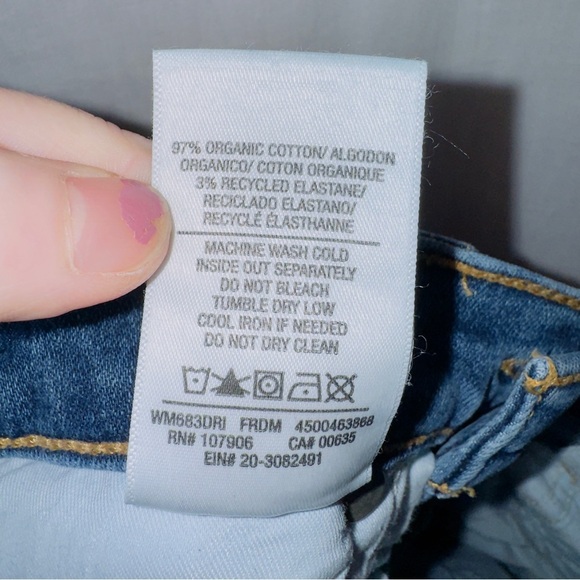 97% ORGANIC COTTON/ ALGODON
ORGANICO/ COTON ORGANIQUE
3% RECYCLED ELASTANE/
RECICLADO ELASTANO/
RECYCLÉ ÉLASTHANNE
MACHINE WASH COLD
INSIDE OUT SEPARATELY
DO NOT BLEACH
TUMBLE DRY LOW
COOL IRON IF NEEDED
DO NOT DRY CLEAN
WM683DRI FRDM 4500463868
RN# 107906 CA# 00635
EIN# 20-3082491